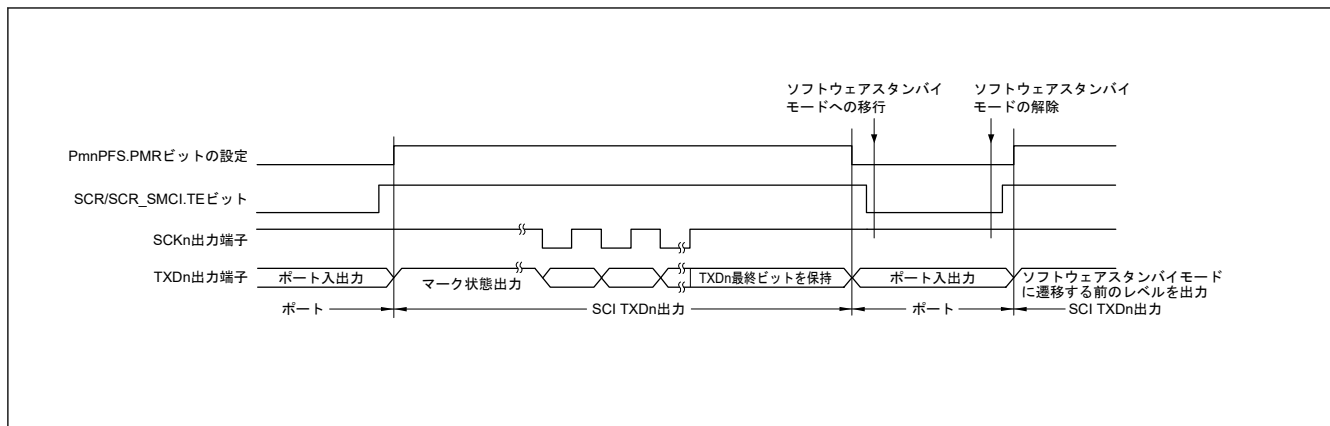 ソフトウェアスタンバイ
モードへの移行
ソフトウェアスタンバイ
モードの解除
PmnPFS.PMRビットの設定
SCR/SCR_SMCI.TEビット
SCKn出力端子
TXDn出力端子
ポート入出力
マーク状態出力
TXDn最終ビットを保持
ポート入出力
ソフトウェアスタンバイモード
に遷移する前のレベルを出力
ポート
SCI TXDn出力
ポート
SCI TXDn出力